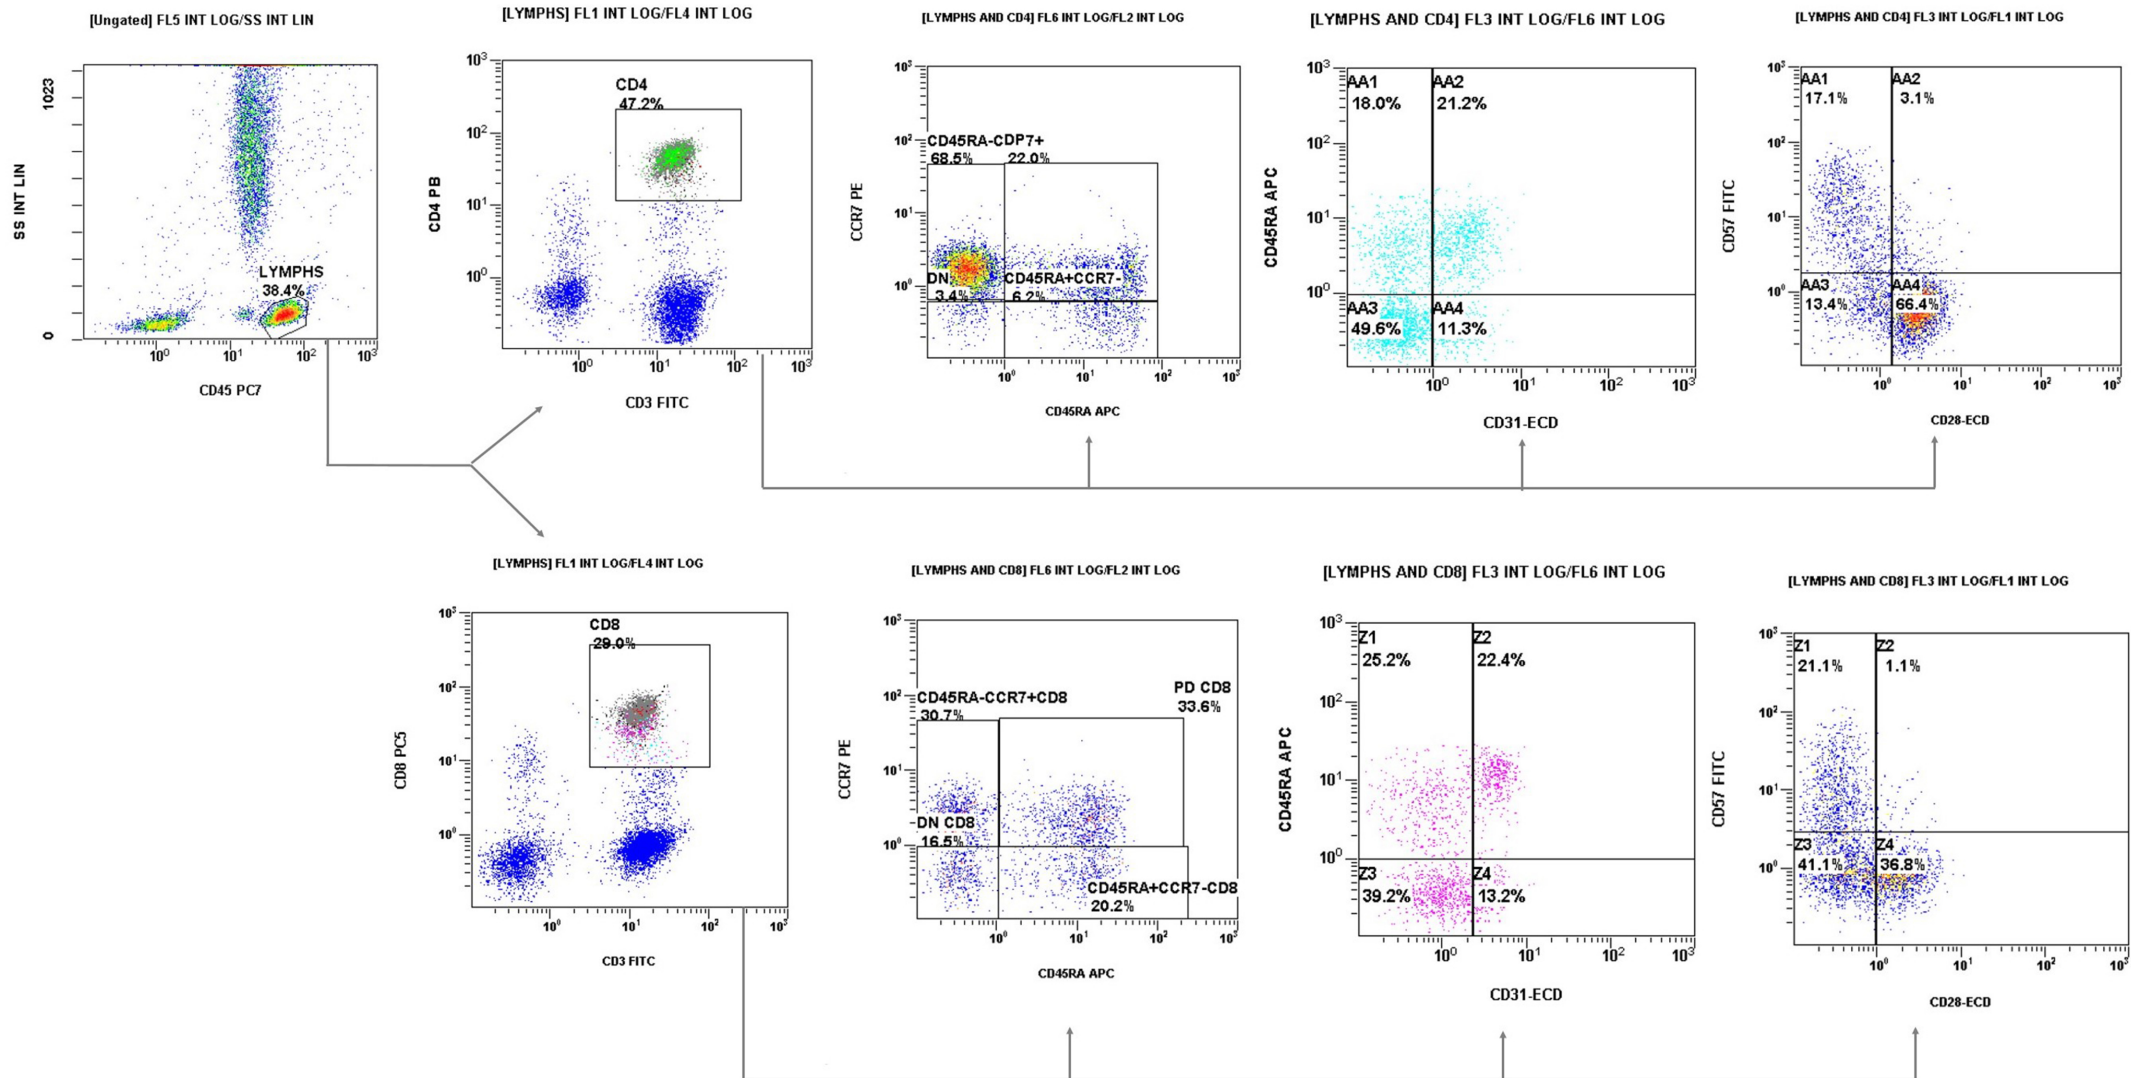 [Ungated] FL5 INT LOG/SS INT LIN
1023
SS INT LIN
0
LYMPHS
38.4%
10⁰ 10¹ 10² 10³
CD45 PC7
[LYMPHS] FL1 INT LOG/FL4 INT LOG
10³
10²
10¹
10⁰
CD4 PB
CD4
47.2%
10⁰ 10¹ 10² 10³
CD3 FITC
[LYMPHS AND CD4] FL6 INT LOG/FL2 INT LOG
10³
10²
10¹
10⁰
CCR7 PE
CD45RA-CDP7+
68.5% 22.0%
DN CD45RA+CCR7-
3.4% 6.2%
10⁰ 10¹ 10² 10³
CD45RA APC
[LYMPHS AND CD4] FL3 INT LOG/FL6 INT LOG
10³
10²
10¹
10⁰
CD45RA APC
AA1 AA2
18.0% 21.2%
AA3 AA4
49.6% 11.3%
10⁰ 10¹ 10² 10³
CD31-ECD
[LYMPHS AND CD4] FL3 INT LOG/FL1 INT LOG
10³
10²
10¹
10⁰
CD57 FITC
AA1 AA2
17.1% 3.1%
AA3 AA4
13.4% 66.4%
10⁰ 10¹ 10² 10³
CD28-ECD
[LYMPHS] FL1 INT LOG/FL4 INT LOG
10³
10²
10¹
10⁰
CD8 PC5
CD8
29.0%
10⁰ 10¹ 10² 10³
CD3 FITC
[LYMPHS AND CD8] FL6 INT LOG/FL2 INT LOG
10³
10²
10¹
10⁰
CCR7 PE
PD CD8
33.6%
CD45RA-CCR7+CD8
30.7%
DN CD8
16.5%
CD45RA+CCR7-CD8
20.2%
10⁰ 10¹ 10² 10³
CD45RA APC
[LYMPHS AND CD8] FL3 INT LOG/FL6 INT LOG
10³
10²
10¹
10⁰
CD45RA APC
Z1 Z2
25.2% 22.4%
Z3 Z4
39.2% 13.2%
10⁰ 10¹ 10² 10³
CD31-ECD
[LYMPHS AND CD8] FL3 INT LOG/FL1 INT LOG
10³
10²
10¹
10⁰
CD57 FITC
Z1 Z2
21.1% 1.1%
Z3 Z4
41.1% 36.8%
10⁰ 10¹ 10² 10³
CD28-ECD